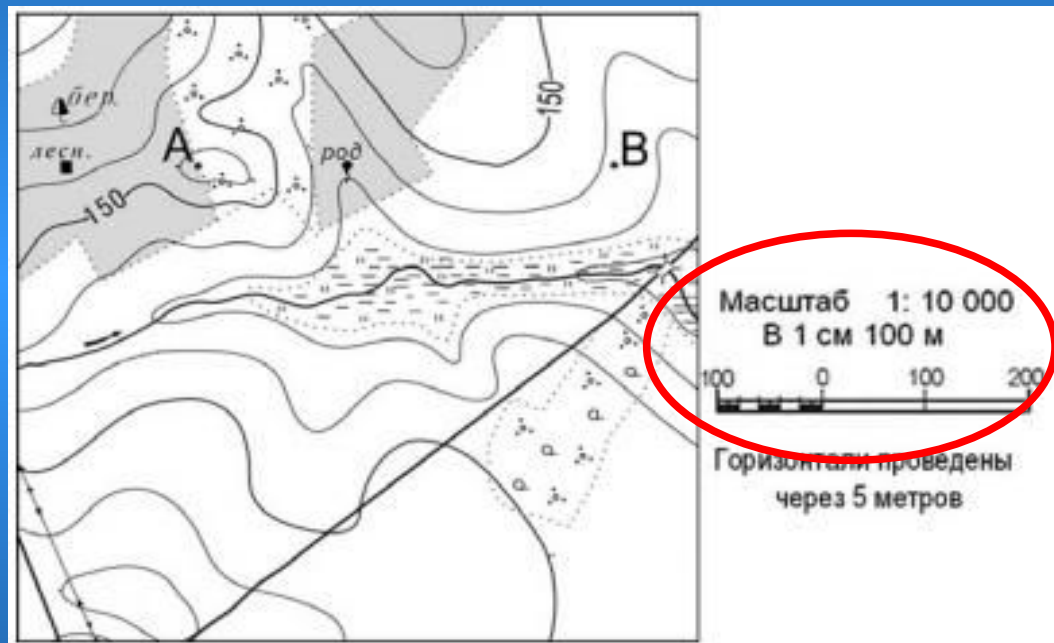 бер.
лесн.
А
род
150
.В
150
Масштаб 1: 10 000
В 1 см 100 м
100 0 100 200
Горизонтали проведены
через 5 метров